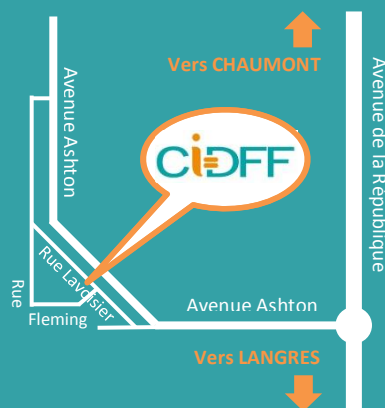 Vers CHAUMONT
Avenue de la République
Avenue Ashton
CiDFF
Rue Lavoisier
Rue
Fleming
Avenue Ashton
Vers LANGRES